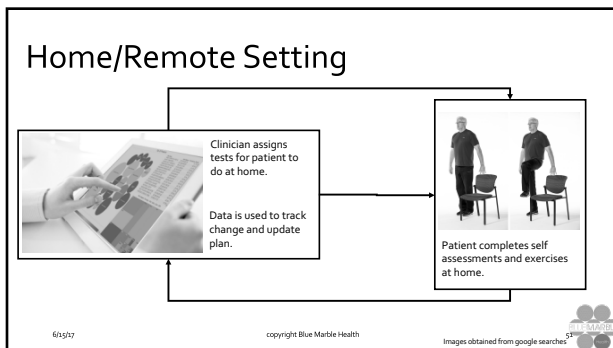 Home/Remote Setting
Clinician assigns
tests for patient to
do at home.
Data is used to track
change and update
plan.
Patient completes self
assessments and exercises
at home.
6/15/17
copyright Blue Marble Health
Images obtained from google searches